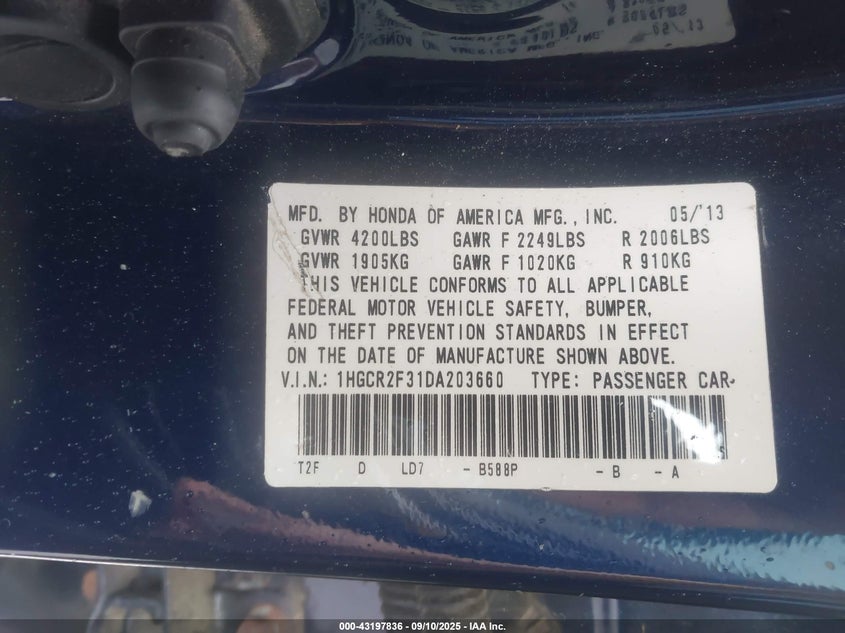 MFD. BY HONDA OF AMERICA MFG., INC. 05/'13
GVWR 4200LBS GAWR F 2249LBS R 2006LBS
GVWR 1905KG GAWR F 1020KG R 910KG
THIS VEHICLE CONFORMS TO ALL APPLICABLE
FEDERAL MOTOR VEHICLE SAFETY, BUMPER,
AND THEFT PREVENTION STANDARDS IN EFFECT
ON THE DATE OF MANUFACTURE SHOWN ABOVE.
V.I.N.: 1HGCR2F31DA203660 TYPE: PASSENGER CAR
T2F D LD7 - B588P - B - A
000-43197836 - 09/10/2025 - IAA Inc.